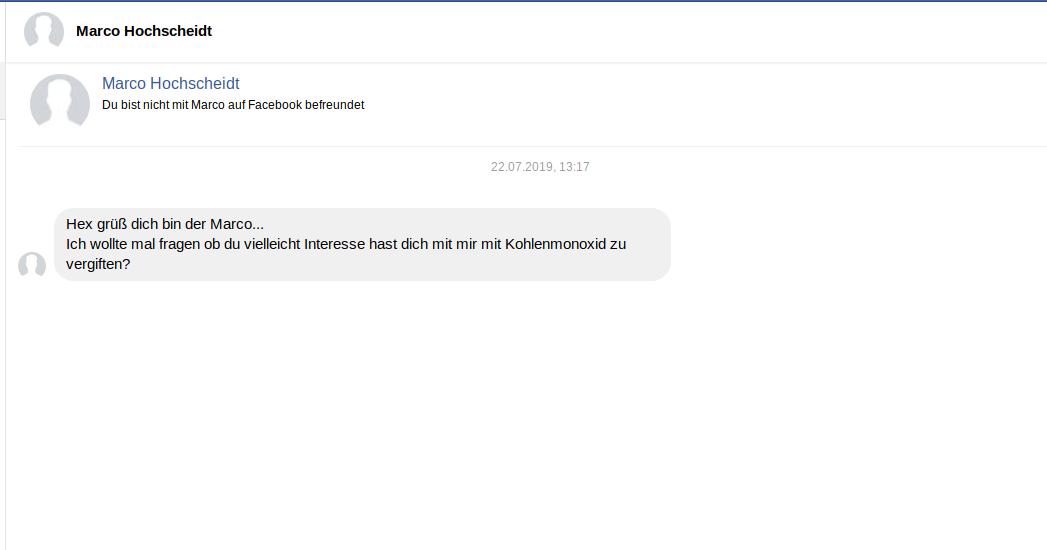 Marco Hochscheidt
Marco Hochscheidt
Du bist nicht mit Marco auf Facebook befreundet
22.07.2019, 13:17
Hex grüß dich bin der Marco...
Ich wollte mal fragen ob du vielleicht Interesse hast dich mit mir mit Kohlenmonoxid zu
vergiften?